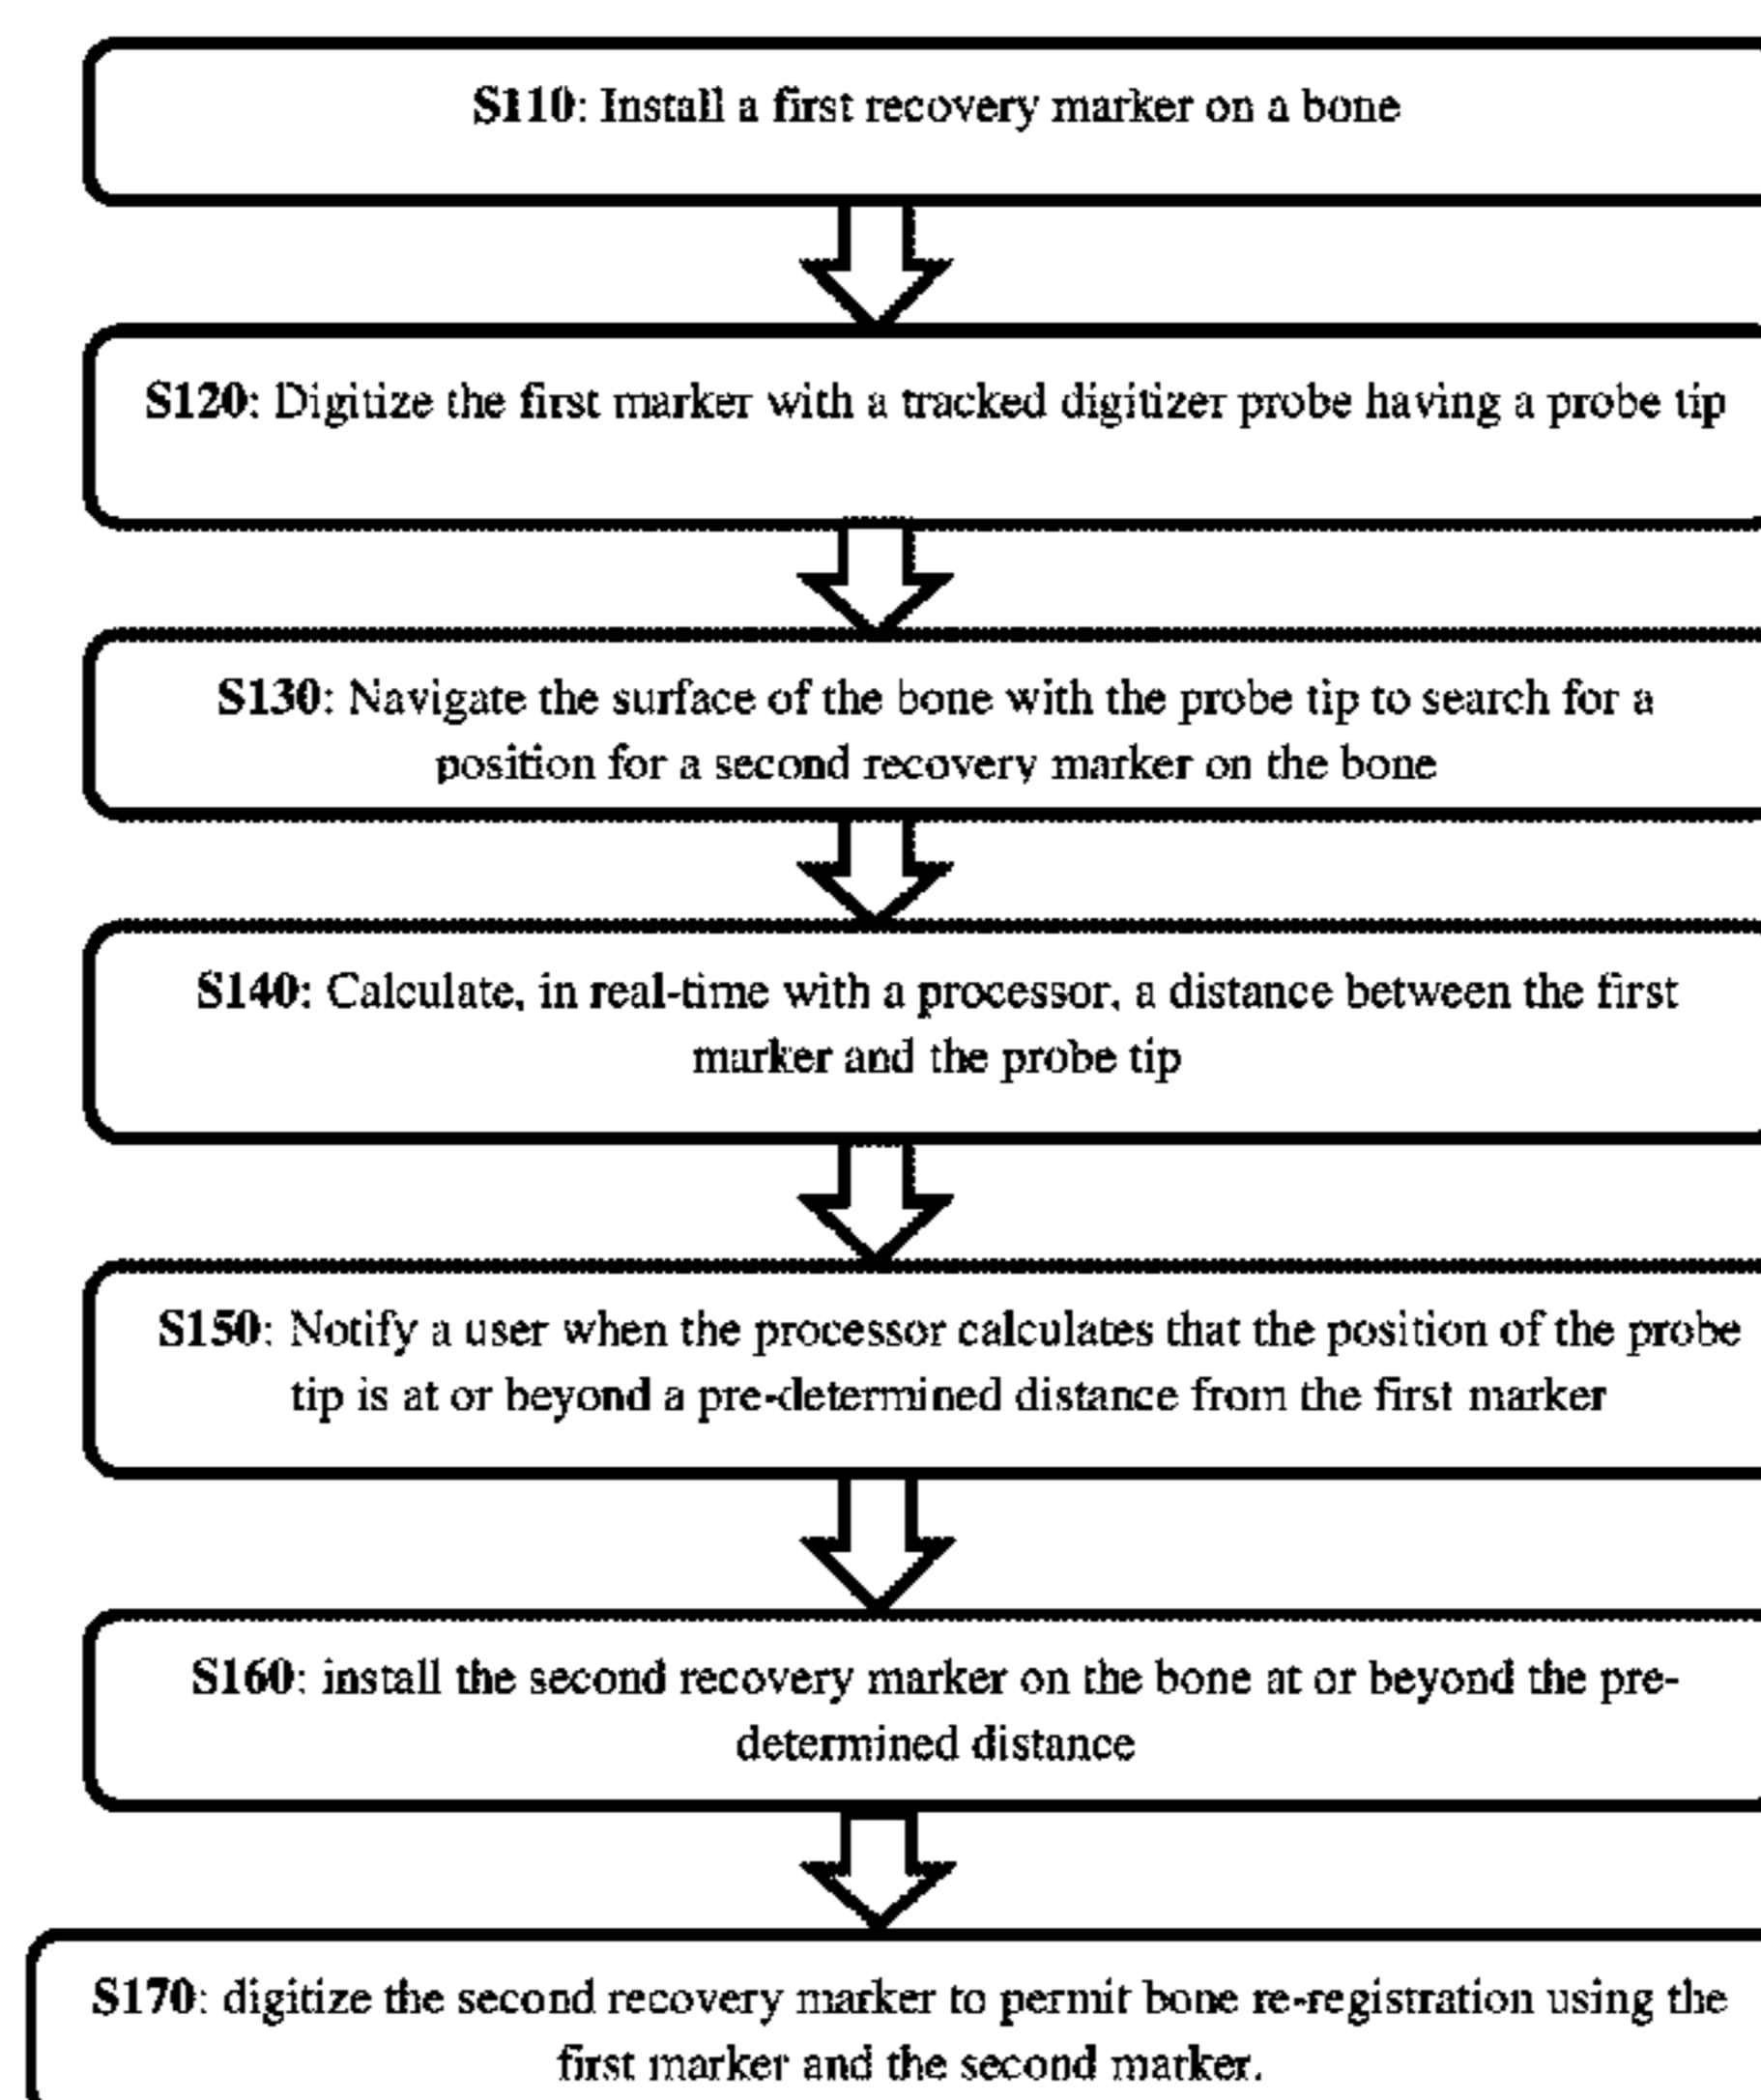 S110: Install a first recovery marker on a bone
S120: Digitize the first marker with a tracked digitizer probe having a probe tip
S130: Navigate the surface of the bone with the probe tip to search for a
position for a second recovery marker on the bone
S140: Calculate, in real-time with a processor, a distance between the first
marker and the probe tip
S150: Notify a user when the processor calculates that the position of the probe
tip is at or beyond a pre-determined distance from the first marker
S160: install the second recovery marker on the bone at or beyond the pre-
determined distance
S170: digitize the second recovery marker to permit bone re-registration using the
first marker and the second marker.